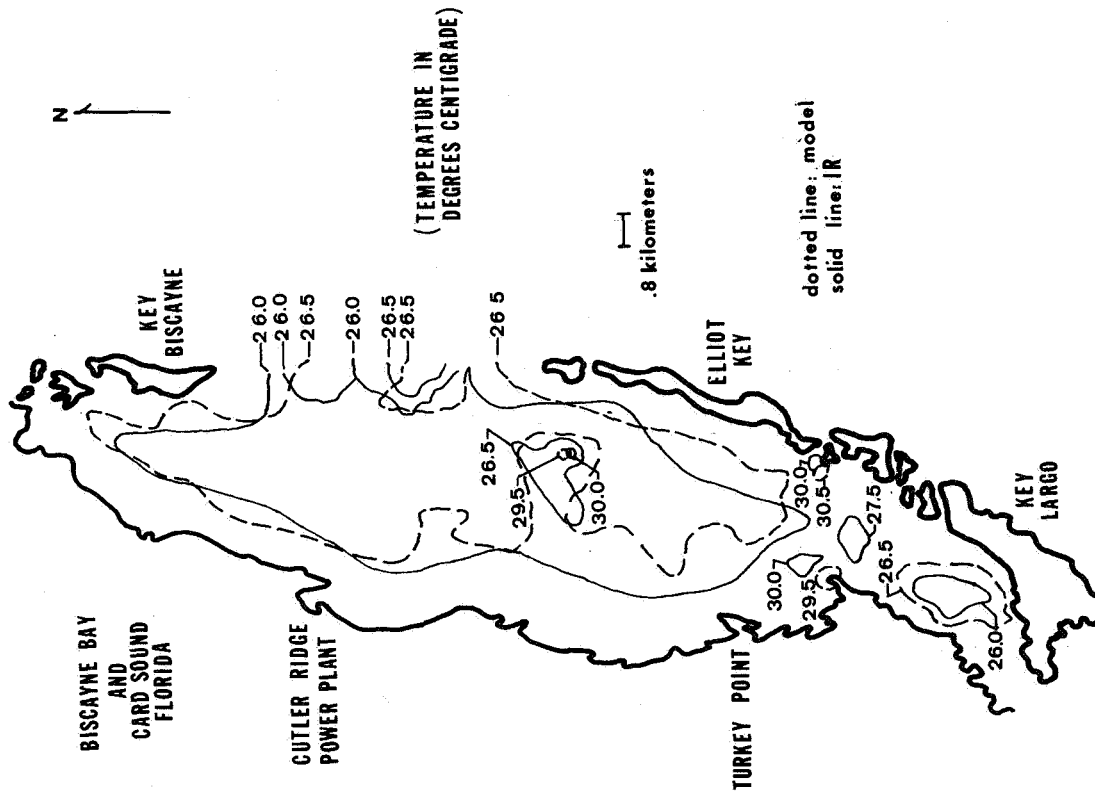 N
BISCAYNE BAY
AND
CARD SOUND
FLORIDA
KEY
BISCAYNE
(TEMPERATURE IN
DEGREES CENTIGRADE)
CUTLER RIDGE
POWER PLANT
26.0
26.0
26.5
26.0
26.5
26.5
26 5
26.5
29.5
30.0
.8 kilometers
ELLIOT
KEY
dotted line: model
solid line: IR
TURKEY POINT
30.0
30.5
30.0
29.5
27.5
26.5
26.0
KEY
LARGO